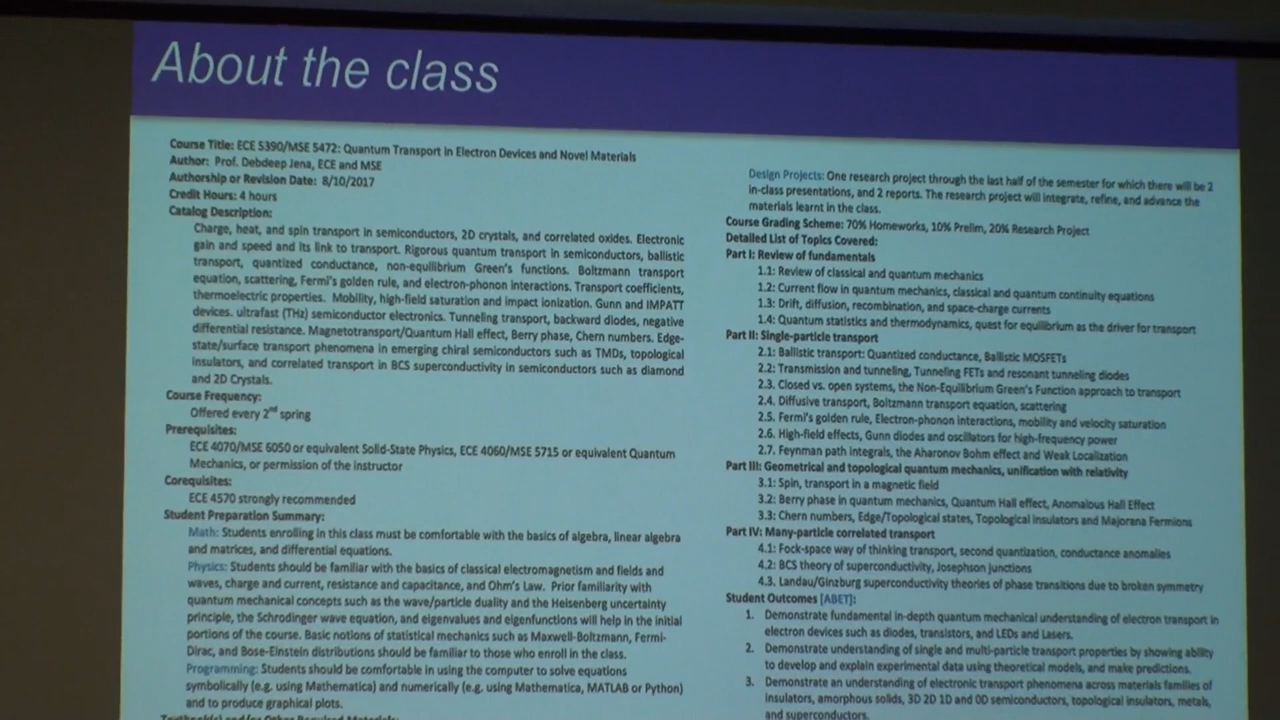 About the class
Course Title: ECE 5390/MSE 5472: Quantum Transport in Electron Devices and Novel Materials
Author: Prof. Debdeep Jena, ECE and MSE
Authorship or Revision Date: 8/10/2017
Credit Hours: 4 hours
Catalog Description:
Charge, heat, and spin transport in semiconductors, 2D crystals, and correlated oxides. Electronic
gain and speed and its link to transport. Rigorous quantum transport in semiconductors, ballistic
transport, quantized conductance, non-equilibrium Green's functions. Boltzmann transport
equation, scattering, Fermi's golden rule, and electron-phonon interactions. Transport coefficients,
thermoelectric properties. Mobility, high-field saturation and impact ionization. Gunn and IMPATT
devices. ultrafast (THz) semiconductor electronics. Tunneling transport, backward diodes, negative
differential resistance. Magnetotransport/Quantum Hall effect, Berry phase, Chern numbers. Edge-
state/surface transport phenomena in emerging chiral semiconductors such as TMDs, topological
insulators, and correlated transport in BCS superconductivity in semiconductors such as diamond
and 2D Crystals.
Course Frequency:
Offered every 2nd spring
Prerequisites:
ECE 4070/MSE 6050 or equivalent Solid-State Physics, ECE 4060/MSE 5715 or equivalent Quantum
Mechanics, or permission of the Instructor
Corequisites:
ECE 4570 strongly recommended
Student Preparation Summary:
Math: Students enrolling in this class must be comfortable with the basics of algebra, linear algebra
and matrices, and differential equations.
Physics: Students should be familiar with the basics of classical electromagnetism and fields and
waves, charge and current, resistance and capacitance, and Ohm's Law. Prior familiarity with
quantum mechanical concepts such as the wave/particle duality and the Heisenberg uncertainty
principle, the Schrodinger wave equation, and eigenvalues and eigenfunctions will help in the initial
portions of the course. Basic notions of statistical mechanics such as Maxwell-Boltzmann, Fermi-
Dirac, and Bose-Einstein distributions should be familiar to those who enroll in the class.
Programming: Students should be comfortable in using the computer to solve equations
symbolically (e.g. using Mathematica) and numerically (e.g. using Mathematica, MATLAB or Python)
and to produce graphical plots.
Textbook(s) and/or Other Required Materials:
Design Projects: One research project through the last half of the semester for which there will be 2
in-class presentations, and 2 reports. The research project will integrate, refine, and advance the
materials learnt in the class.
Course Grading Scheme: 70% Homeworks, 10% Prelim, 20% Research Project
Detailed List of Topics Covered:
Part I: Review of fundamentals
1.1: Review of classical and quantum mechanics
1.2: Current flow in quantum mechanics, classical and quantum continuity equations
1.3: Drift, diffusion, recombination, and space-charge currents
1.4: Quantum statistics and thermodynamics, quest for equilibrium as the driver for transport
Part II: Single-particle transport
2.1: Ballistic transport: Quantized conductance, Ballistic MOSFETs
2.2: Transmission and tunneling, Tunneling FETs and resonant tunneling diodes
2.3. Closed vs. open systems, the Non-Equilibrium Green's Function approach to transport
2.4. Diffusive transport, Boltzmann transport equation, scattering
2.5. Fermi's golden rule, Electron-phonon interactions, mobility and velocity saturation
2.6. High-field effects, Gunn diodes and oscillators for high-frequency power
2.7. Feynman path integrals, the Aharonov Bohm effect and Weak Localization
Part III: Geometrical and topological quantum mechanics, unification with relativity
3.1: Spin, transport in a magnetic field
3.2: Berry phase in quantum mechanics, Quantum Hall effect, Anomalous Hall Effect
3.3: Chern numbers, Edge/Topological states, Topological insulators and Majorana Fermions
Part IV: Many-particle correlated transport
4.1: Fock-space way of thinking transport, second quantization, conductance anomalies
4.2: BCS theory of superconductivity, Josephson junctions
4.3. Landau/Ginzburg superconductivity theories of phase transitions due to broken symmetry
Student Outcomes [ABET]:
1. Demonstrate fundamental in-depth quantum mechanical understanding of electron transport in
electron devices such as diodes, transistors, and LEDs and Lasers.
2. Demonstrate understanding of single and multi-particle transport properties by showing ability
to develop and explain experimental data using theoretical models, and make predictions.
3. Demonstrate an understanding of electronic transport phenomena across materials families of
insulators, amorphous solids, 3D 2D 1D and 0D semiconductors, topological insulators, metals,
and superconductors.